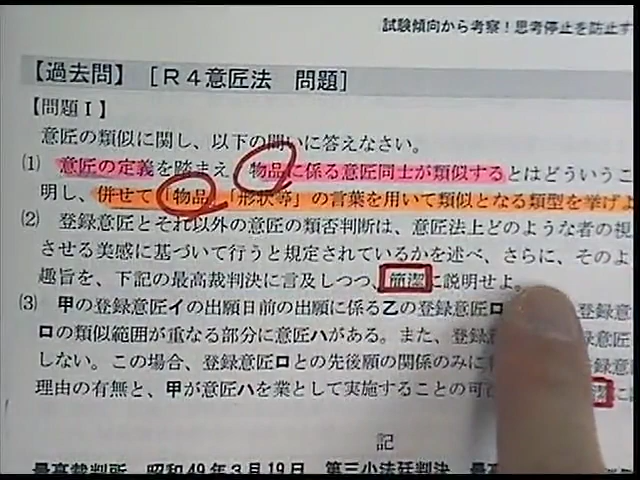 試験傾向から考察！思考停止を防止す
【過去問】 ［R4意匠法 問題］
【問題Ⅰ】
意匠の類似に関し、以下の問いに答えなさい。
(1) 意匠の定義を踏まえ、物品に係る意匠同士が類似するとはどういうこ
明し、併せて「物品」「形状等」の言葉を用いて類似となる類型を挙げよ
(2) 登録意匠とそれ以外の意匠の類否判断は、意匠法上どのような者の視
させる美感に基づいて行うと規定されているかを述べ、さらに、そのよ
趣旨を、下記の最高裁判決に言及しつつ、簡潔に説明せよ。
(3) 甲の登録意匠イの出願日前の出願に係る乙の登録意匠ロ 登録意
ロの類似範囲が重なる部分に意匠ハがある。また、登録意匠 意匠
しない。この場合、登録意匠ロとの先後願の関係のみに 登録意
理由の有無と、甲が意匠ハを業として実施することの可 潔に
記
最高裁判所 昭和49年3月19日 第三小法廷判決 最高